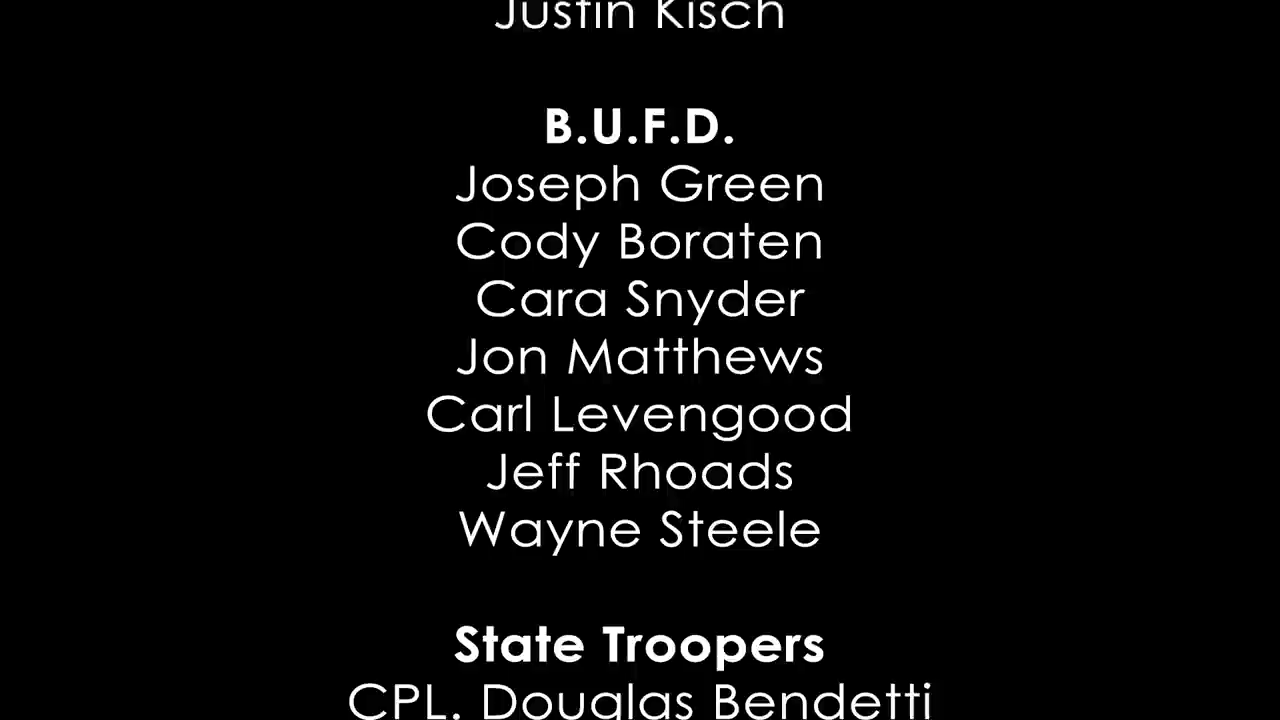 Justin Kisch
B.U.F.D.
Joseph Green
Cody Boraten
Cara Snyder
Jon Matthews
Carl Levengood
Jeff Rhoads
Wayne Steele
State Troopers
CPL. Douglas Bendetti